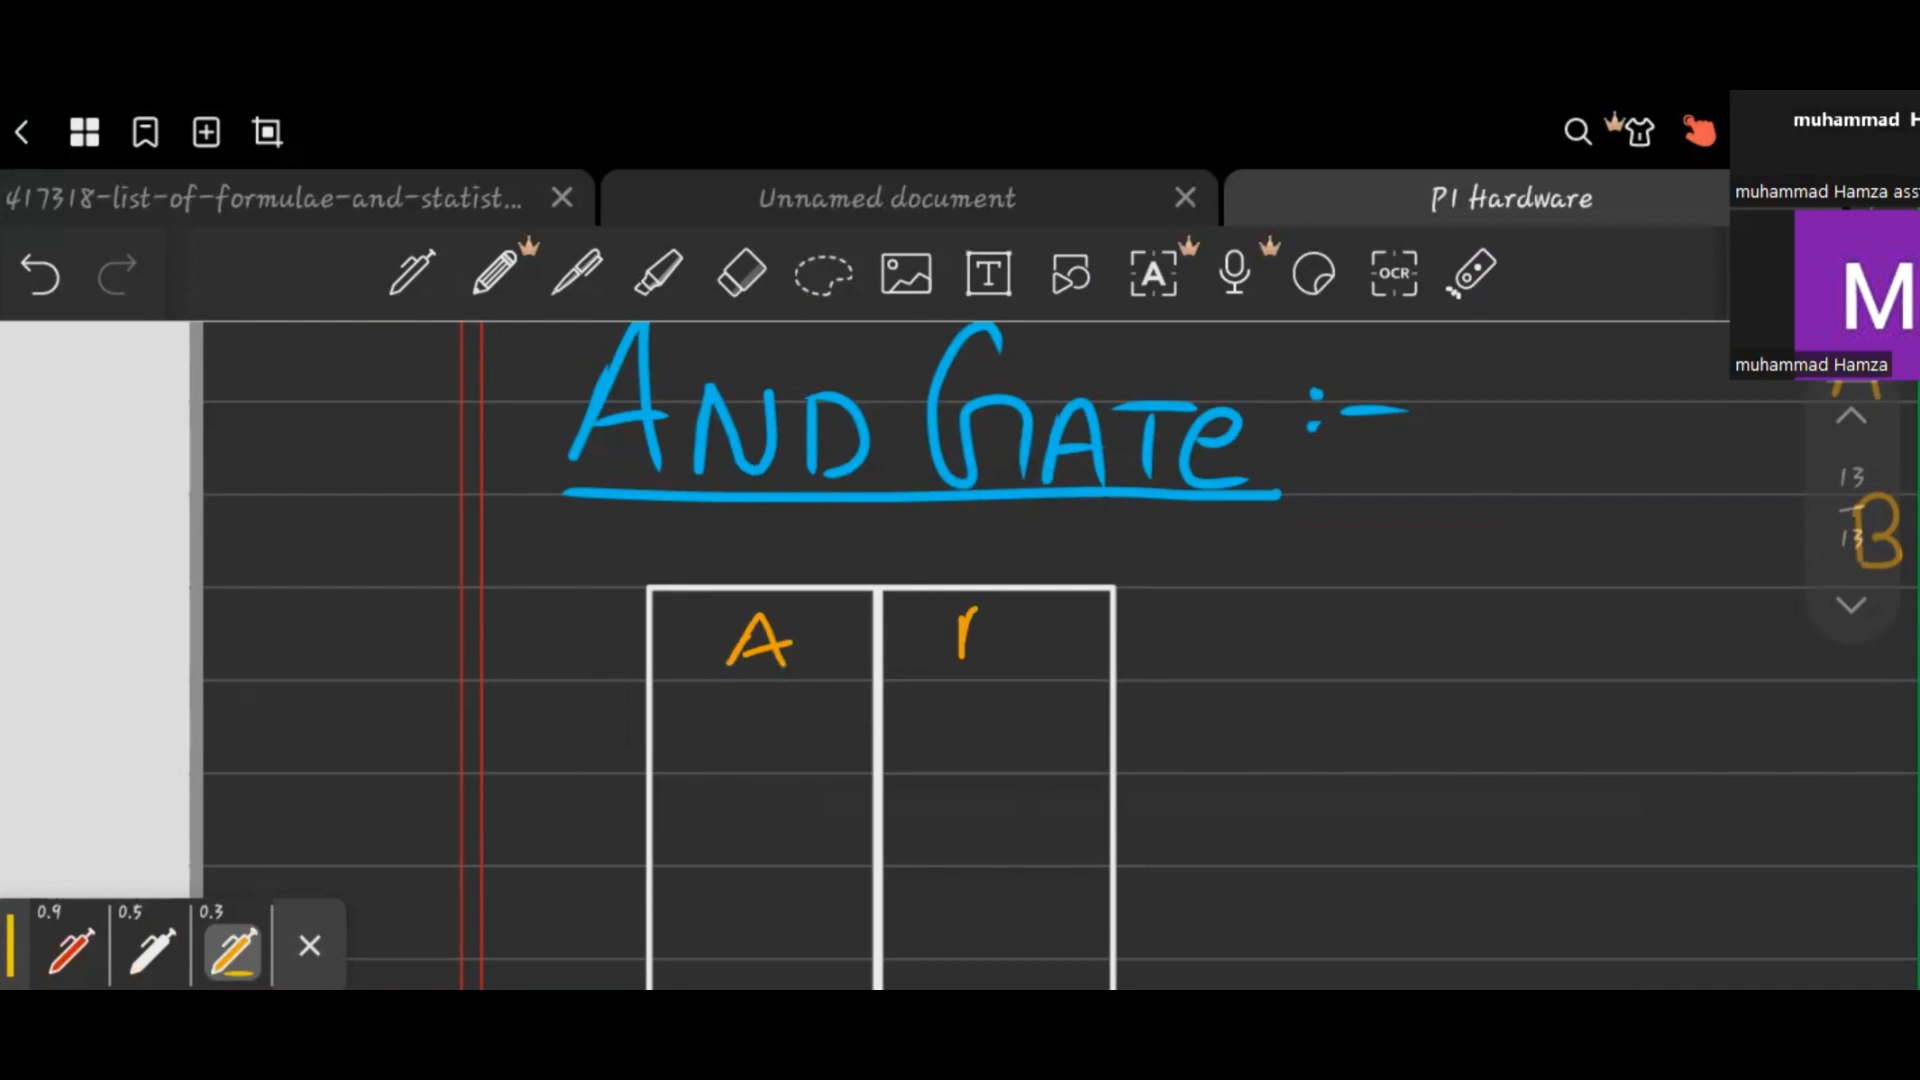 muhammad H
muhammad Hamza ass
417318-list-of-formulae-and-statist...
Unnamed document
P1 Hardware
T
A
OCR
M
muhammad Hamza
AND GATe :-
13
13
B
A
0.9
0.5
0.3